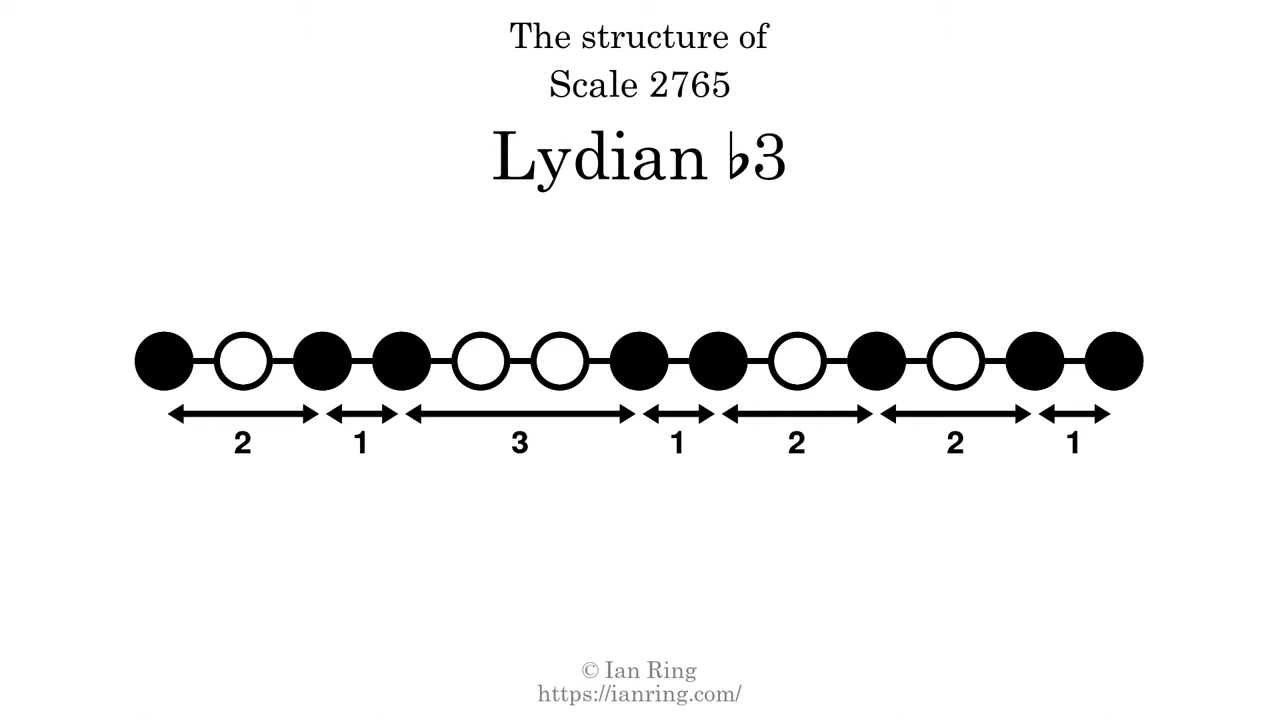 The structure of
Scale 2765
Lydian ♭3
2 1 3 1 2 2 1
© Ian Ring
https://ianring.com/